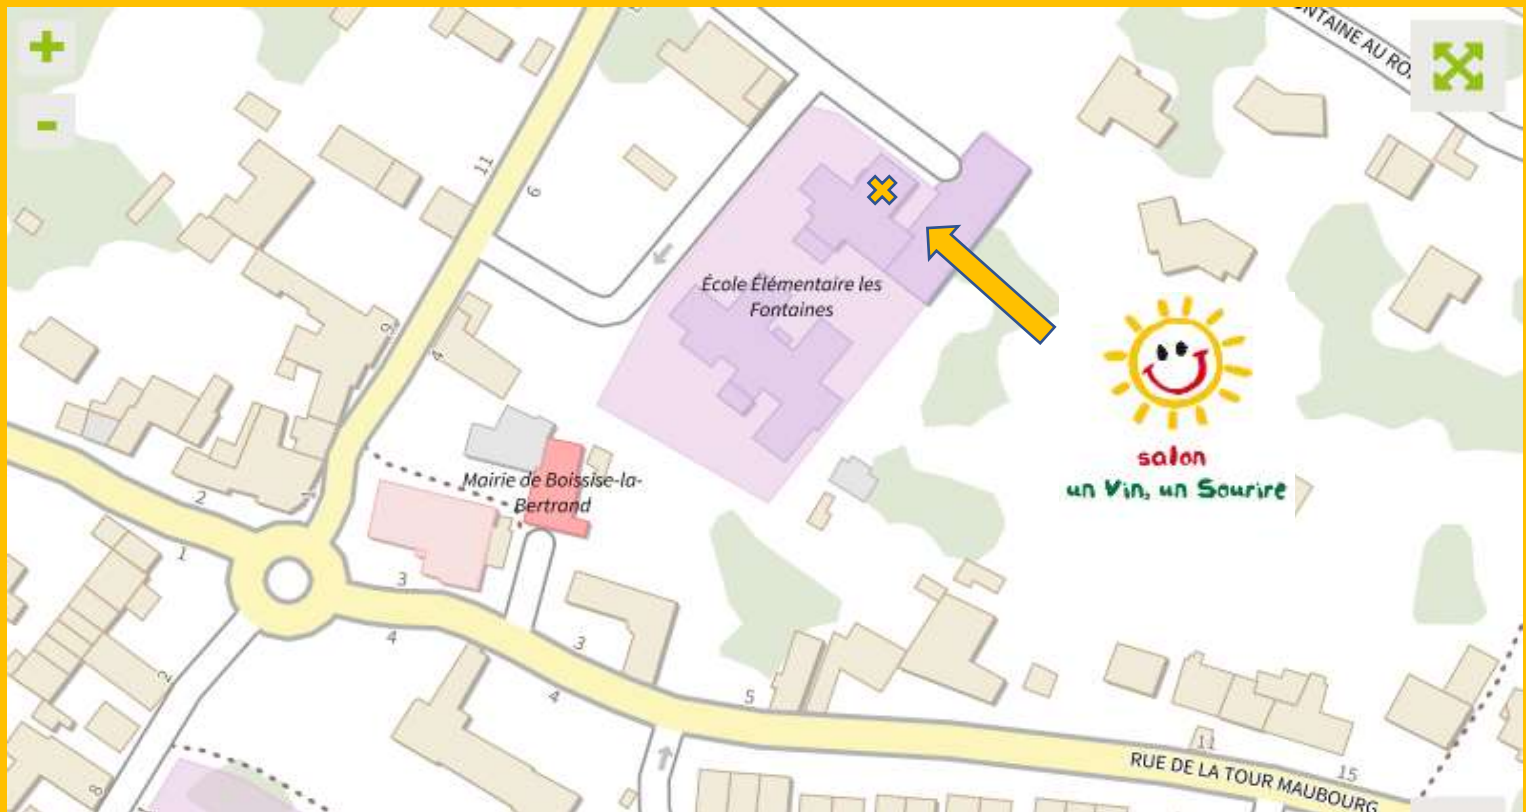 +
-
11
6
9
4
2
1
3
4
2
8
3
4
5
11
15
NTAINE AU RO
École Élémentaire les
Fontaines
Mairie de Boissise-la-
Bertrand
salon
un Vin, un Sourire
RUE DE LA TOUR MAUBOURG